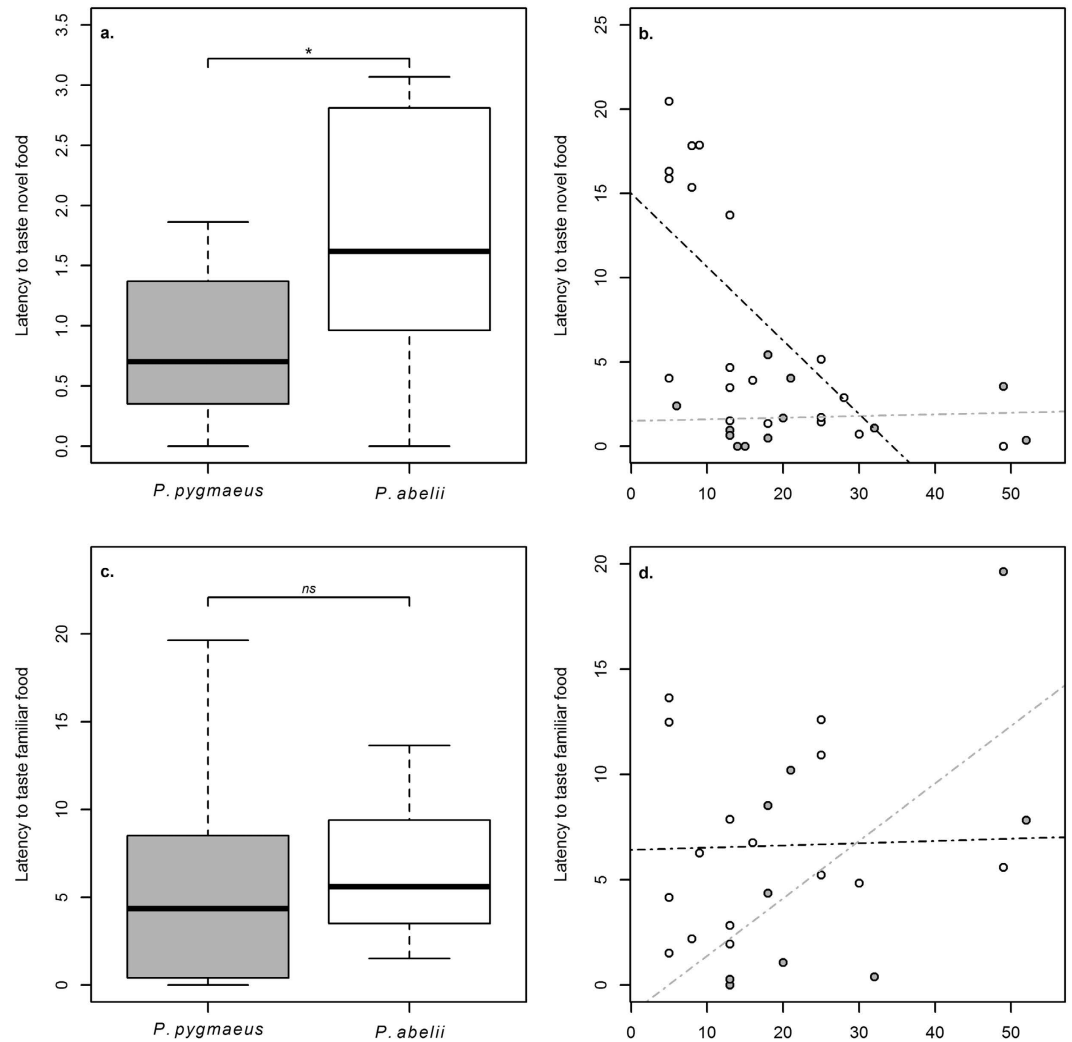 a.
*
Latency to taste novel food
0.0 0.5 1.0 1.5 2.0 2.5 3.0 3.5
P. pygmaeus P. abelii
b.
Latency to taste novel food
0 5 10 15 20 25
0 10 20 30 40 50
c.
ns
Latency to taste familiar food
0 5 10 15 20
P. pygmaeus P. abelii
d.
Latency to taste familiar food
0 5 10 15 20
0 10 20 30 40 50